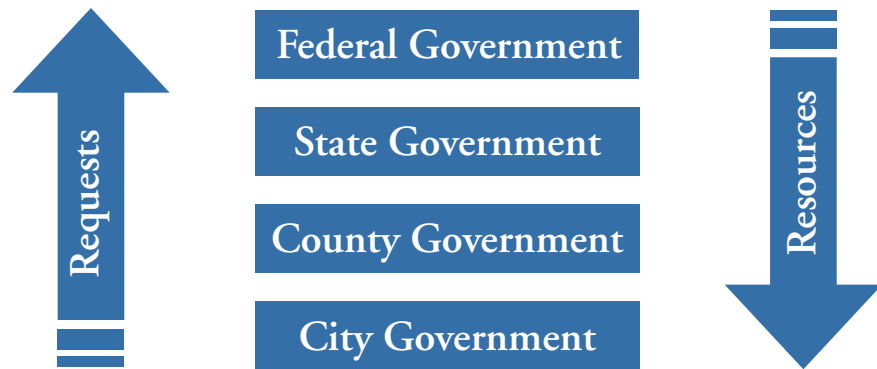 Requests
Federal Government
State Government
County Government
City Government
Resources